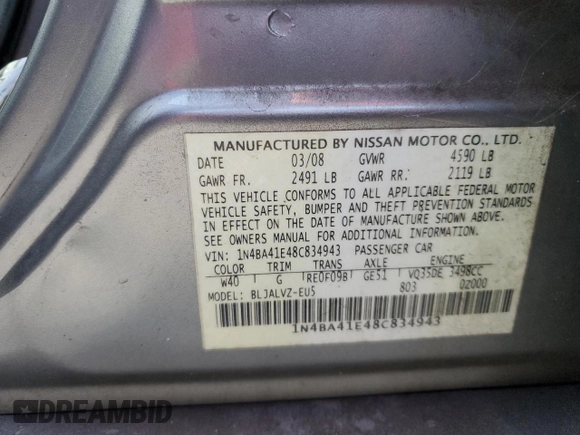 MANUFACTURED BY NISSAN MOTOR CO., LTD.
DATE 03/08 GVWR 4590 LB
GAWR FR. 2491 LB GAWR RR. 2119 LB
THIS VEHICLE CONFORMS TO ALL APPLICABLE FEDERAL MOTOR
VEHICLE SAFETY, BUMPER AND THEFT PREVENTION STANDARDS
IN EFFECT ON THE DATE OF MANUFACTURE SHOWN ABOVE.
SEE OWNERS MANUAL FOR ADDITIONAL INFORMATION.
VIN: 1N4BA41E48C834943 PASSENGER CAR
COLOR TRIM TRANS AXLE ENGINE
W40 G RE0F09B GE51 VQ35DE 3498CC
MODEL: BLJALVZ-EU5 803 02000
1N4BA41E48C834943
DREAMBID